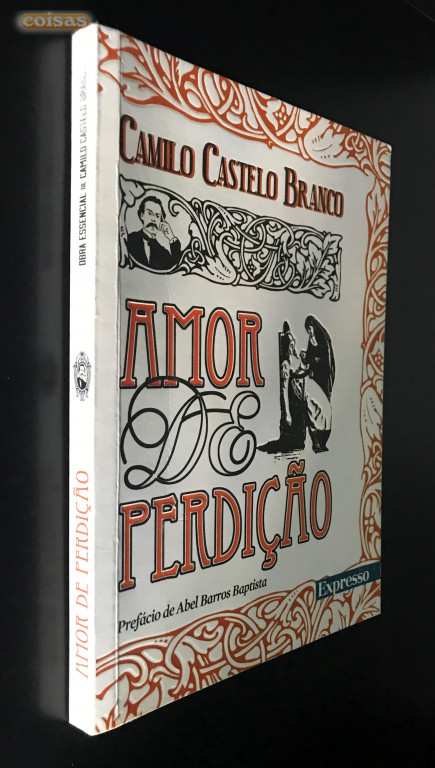 coisas
OBRA ESSENCIAL DE CAMILO CASTELO BRANCO
AMOR DE PERDIÇÃO
CAMILO CASTELO BRANCO
AMOR
DE
PERDIÇÃO
Prefácio de Abel Barros Baptista
Expresso